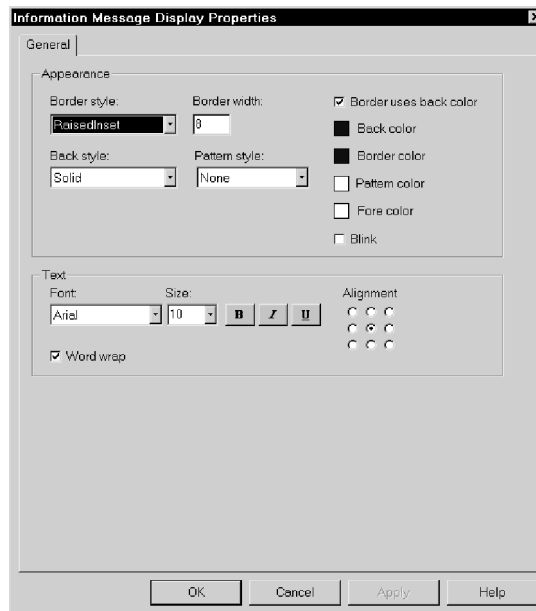 Information Message Display Properties
General
Appearance
Border style:
Border width:
RaisedInset
8
Back style:
Pattern style:
Solid
None
Border uses back color
Back color
Border color
Pattern color
Fore color
Blink
Text
Font:
Size:
Alignment
Arial
10
B I U
Word wrap
OK
Cancel
Apply
Help